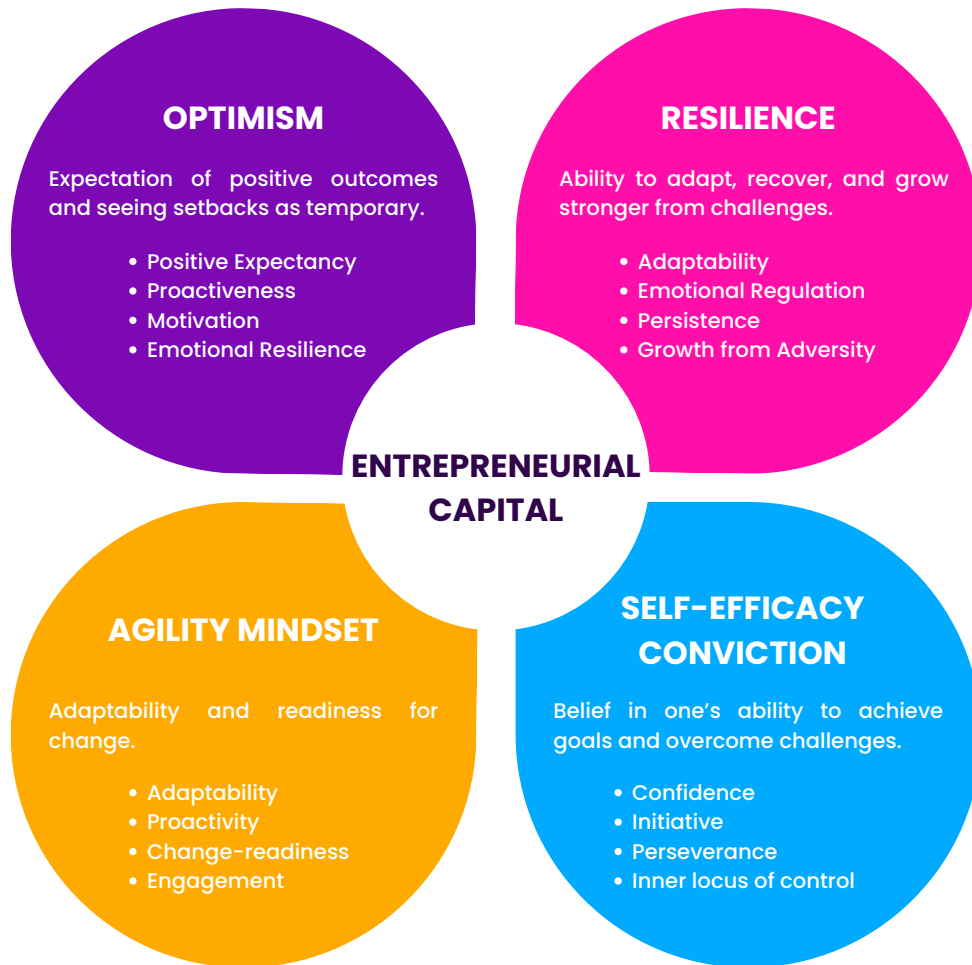 OPTIMISM
Expectation of positive outcomes
and seeing setbacks as temporary.
• Positive Expectancy
• Proactiveness
• Motivation
• Emotional Resilience
RESILIENCE
Ability to adapt, recover, and grow
stronger from challenges.
• Adaptability
• Emotional Regulation
• Persistence
• Growth from Adversity
ENTREPRENEURIAL
CAPITAL
AGILITY MINDSET
Adaptability and readiness for
change.
• Adaptability
• Proactivity
• Change-readiness
• Engagement
SELF-EFFICACY
CONVICTION
Belief in one’s ability to achieve
goals and overcome challenges.
• Confidence
• Initiative
• Perseverance
• Inner locus of control